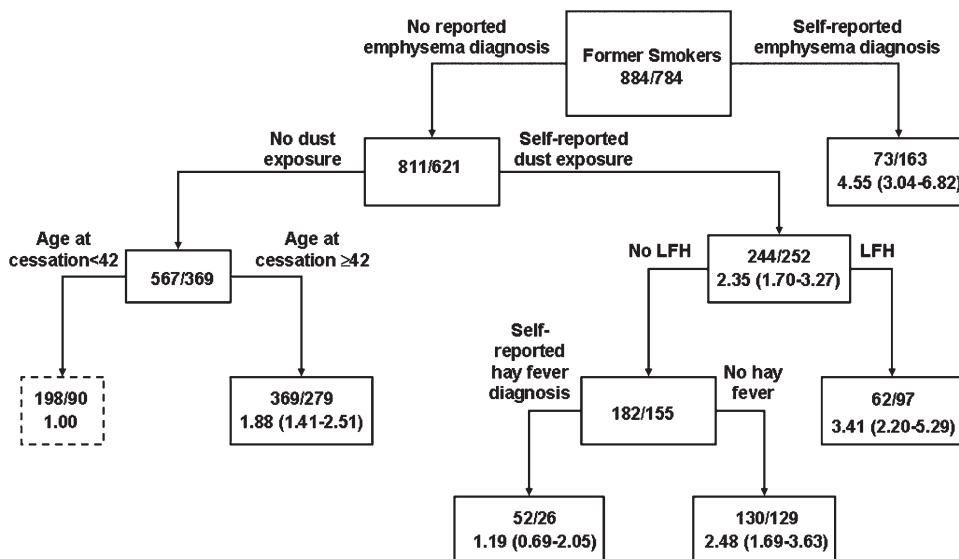 No reported
emphysema diagnosis
Former Smokers
884/784
Self-reported
emphysema diagnosis
No dust
exposure
811/621
Self-reported
dust exposure
73/163
4.55 (3.04-6.82)
Age at
cessation<42
567/369
Age at
cessation ≥42
No LFH
244/252
2.35 (1.70-3.27)
LFH
198/90
1.00
369/279
1.88 (1.41-2.51)
Self-
reported
hay fever
diagnosis
182/155
No hay
fever
62/97
3.41 (2.20-5.29)
52/26
1.19 (0.69-2.05)
130/129
2.48 (1.69-3.63)